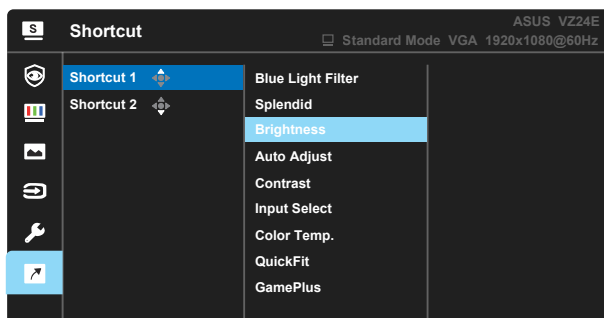 S Shortcut
ASUS VZ24E
Standard Mode VGA 1920x1080@60Hz
Shortcut 1
Shortcut 2
Blue Light Filter
Splendid
Brightness
Auto Adjust
Contrast
Input Select
Color Temp.
QuickFit
GamePlus